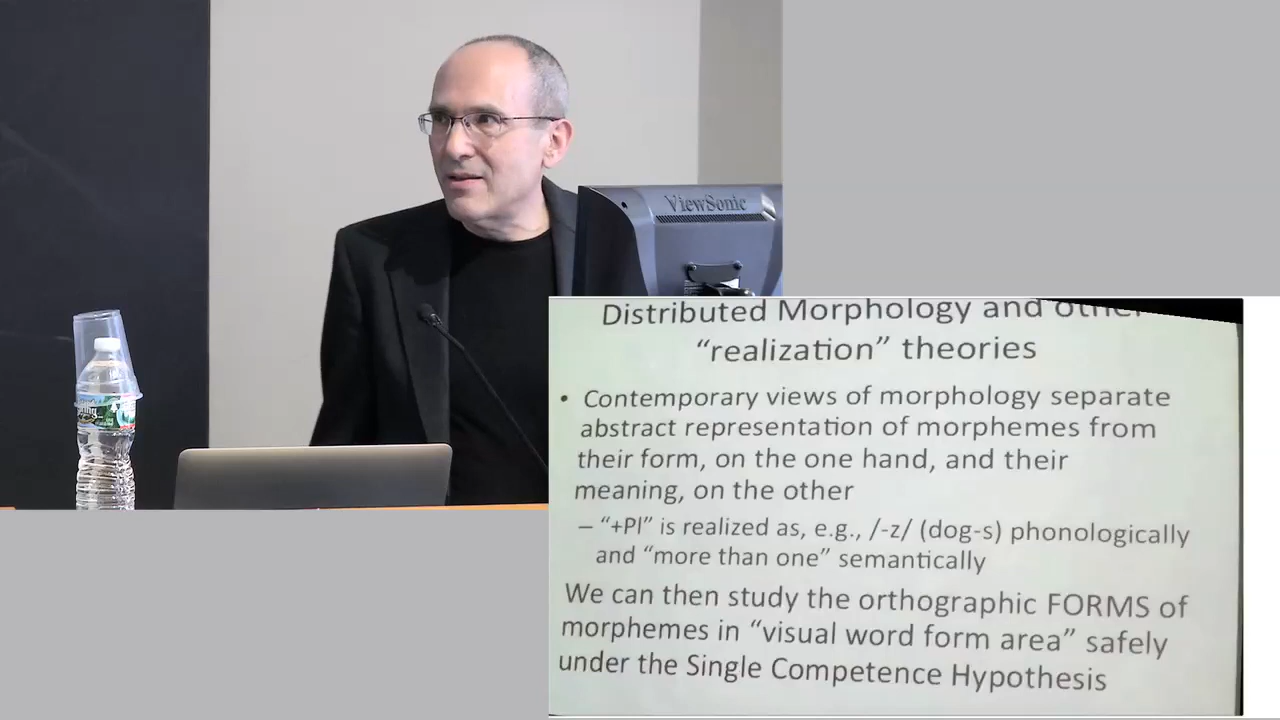 ViewSonic
Distributed Morphology and other
“realization” theories
• Contemporary views of morphology separate
abstract representation of morphemes from
their form, on the one hand, and their
meaning, on the other
– “+Pl” is realized as, e.g., /-z/ (dog-s) phonologically
and “more than one” semantically
We can then study the orthographic FORMS of
morphemes in “visual word form area” safely
under the Single Competence Hypothesis